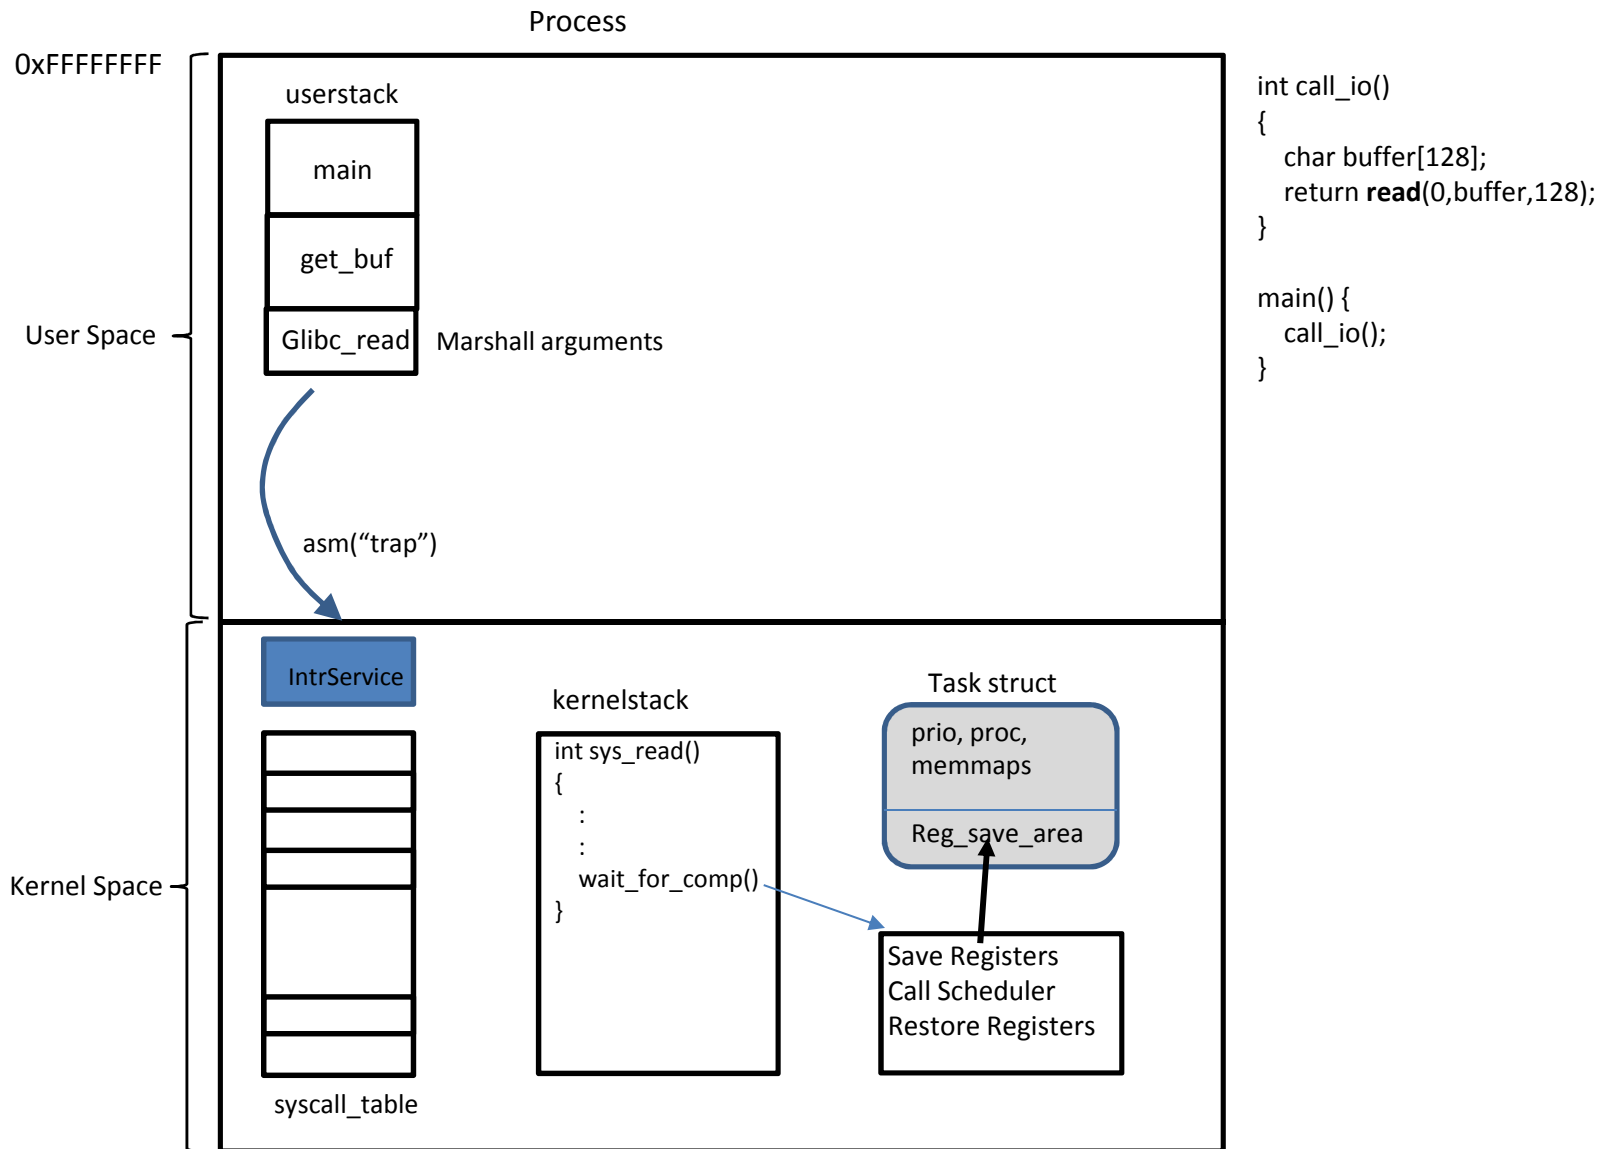 Process
0xFFFFFFFF
userstack
main
get_buf
Glibc_read
Marshall arguments
User Space
asm(“trap”)
int call_io()
{
char buffer[128];
return read(0,buffer,128);
}
main() {
call_io();
}
Kernel Space
IntrService
syscall_table
kernelstack
int sys_read()
{
:
:
wait_for_comp()
}
Task struct
prio, proc,
memmaps
Reg_save_area
Save Registers
Call Scheduler
Restore Registers